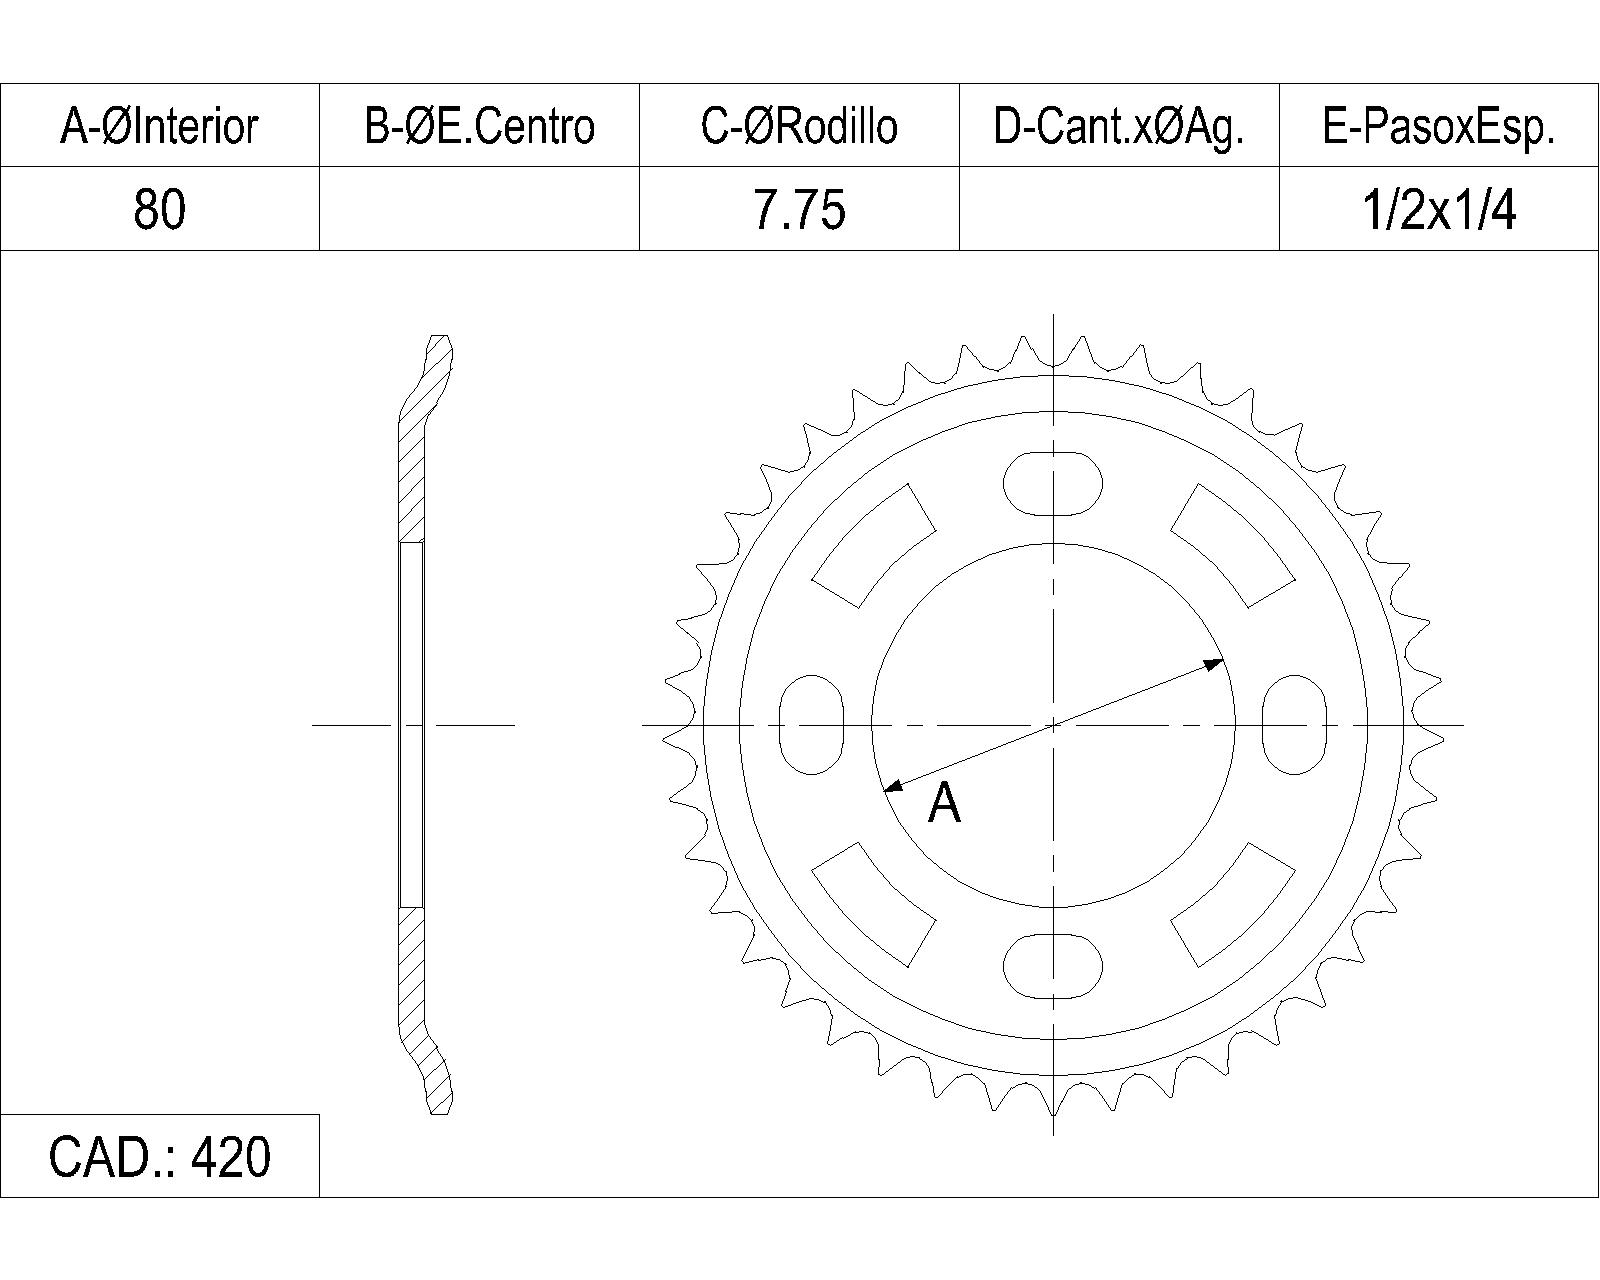 A-ØInterior B-ØE.Centro C-ØRodillo D-Cant.xØAg. E-PasoxEsp.
80 7.75 1/2x1/4
A
CAD.: 420